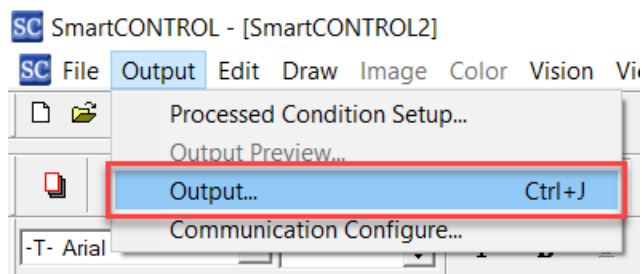 SC SmartCONTROL - [SmartCONTROL2]
SC File Output Edit Draw Image Color Vision
Processed Condition Setup...
Output Preview...
Output... Ctrl+J
Communication Configure...
-T- Arial